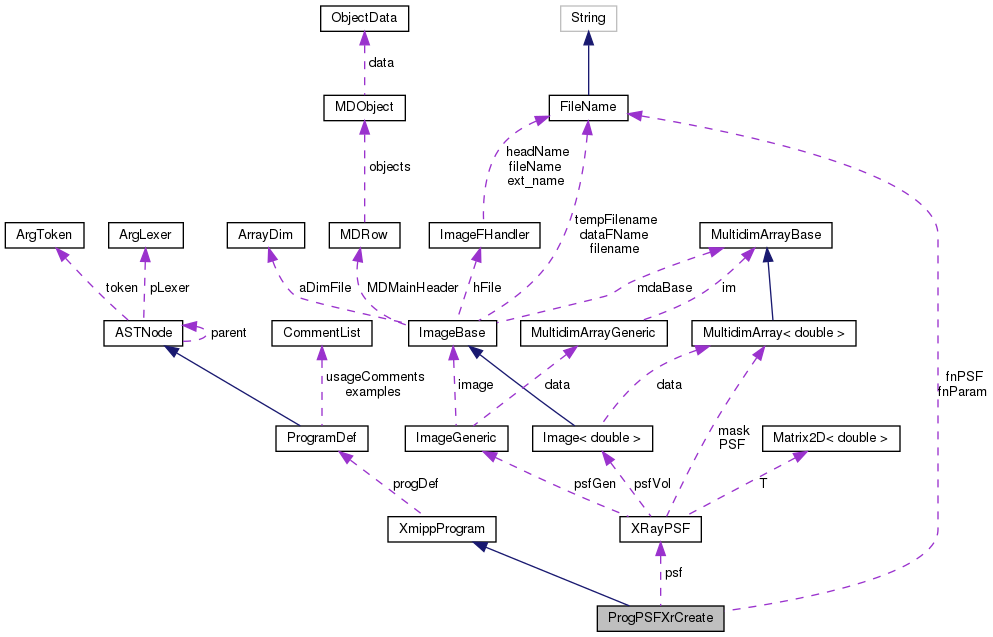 ObjectData
String
data
MDObject
FileName
headName
fileName
ext_name
objects
tempFilename
dataFName
filename
ArgToken
ArgLexer
ArrayDim
MDRow
ImageFHandler
MultidimArrayBase
token
pLexer
aDimFile
MDMainHeader
hFile
mdaBase
im
ASTNode
parent
CommentList
ImageBase
MultidimArrayGeneric
MultidimArray< double >
usageComments
examples
image
data
data
fnPSF
fnParam
ProgramDef
ImageGeneric
Image< double >
mask
PSF
Matrix2D< double >
progDef
psfGen
psfVol
T
XmippProgram
XRayPSF
psf
ProgPSFXrCreate